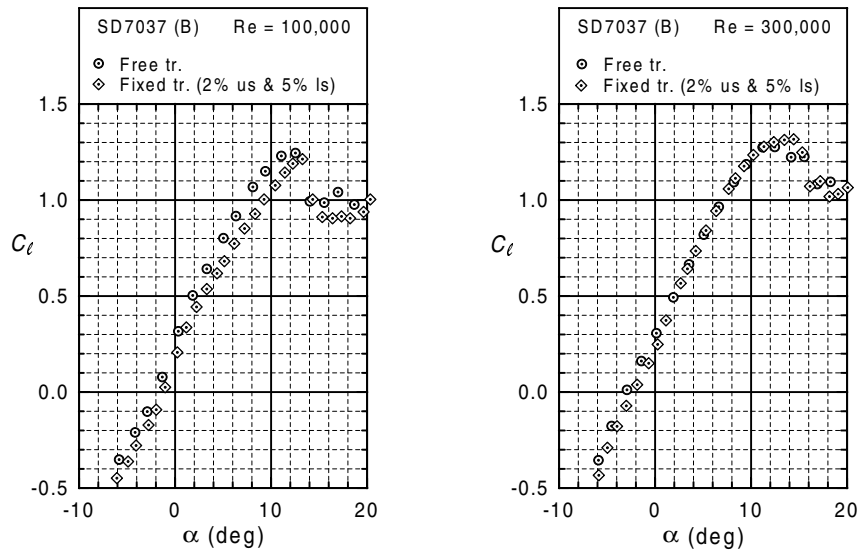 SD7037 (B) Re = 100,000
Free tr.
Fixed tr. (2% us & 5% ls)
1.5
1.0
Cℓ
0.5
0.0
-0.5
-10 0 10 20
α (deg)
SD7037 (B) Re = 300,000
Free tr.
Fixed tr. (2% us & 5% ls)
1.5
1.0
Cℓ
0.5
0.0
-0.5
-10 0 10 20
α (deg)